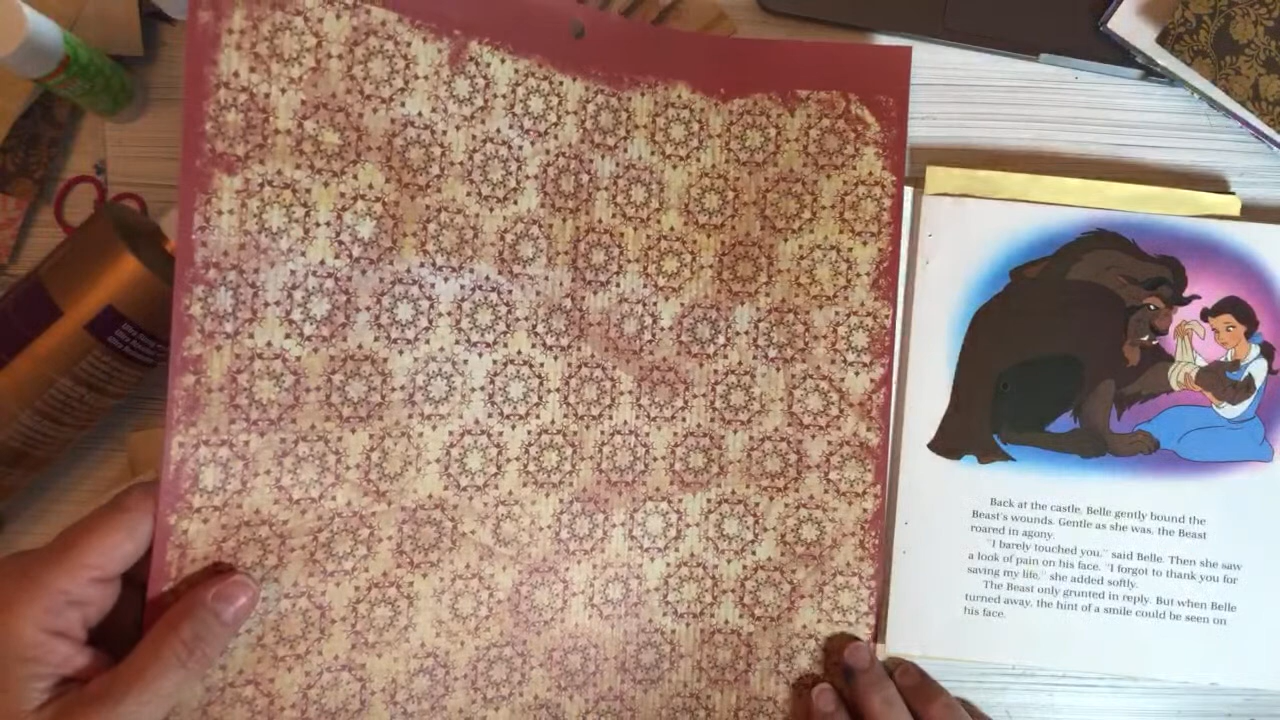 Back at the castle, Belle gently bound the
Beast's wounds. Gentle as she was, the Beast
roared in agony.
"I barely touched you," said Belle. Then she saw
a look of pain on his face. "I forgot to thank you for
saving my life," she added softly.
The Beast only grunted in reply. But when Belle
turned away, the hint of a smile could be seen on
his face.